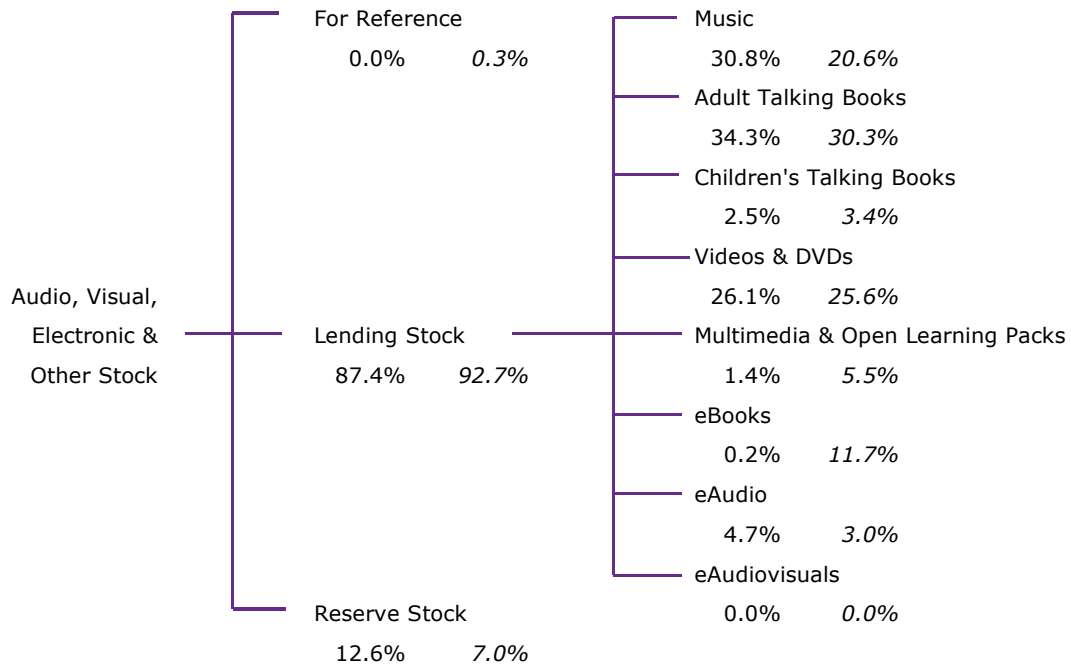 Audio, Visual,
Electronic &
Other Stock
For Reference
0.0% 0.3%
Lending Stock
87.4% 92.7%
Reserve Stock
12.6% 7.0%
Music
30.8% 20.6%
Adult Talking Books
34.3% 30.3%
Children's Talking Books
2.5% 3.4%
Videos & DVDs
26.1% 25.6%
Multimedia & Open Learning Packs
1.4% 5.5%
eBooks
0.2% 11.7%
eAudio
4.7% 3.0%
eAudiovisuals
0.0% 0.0%